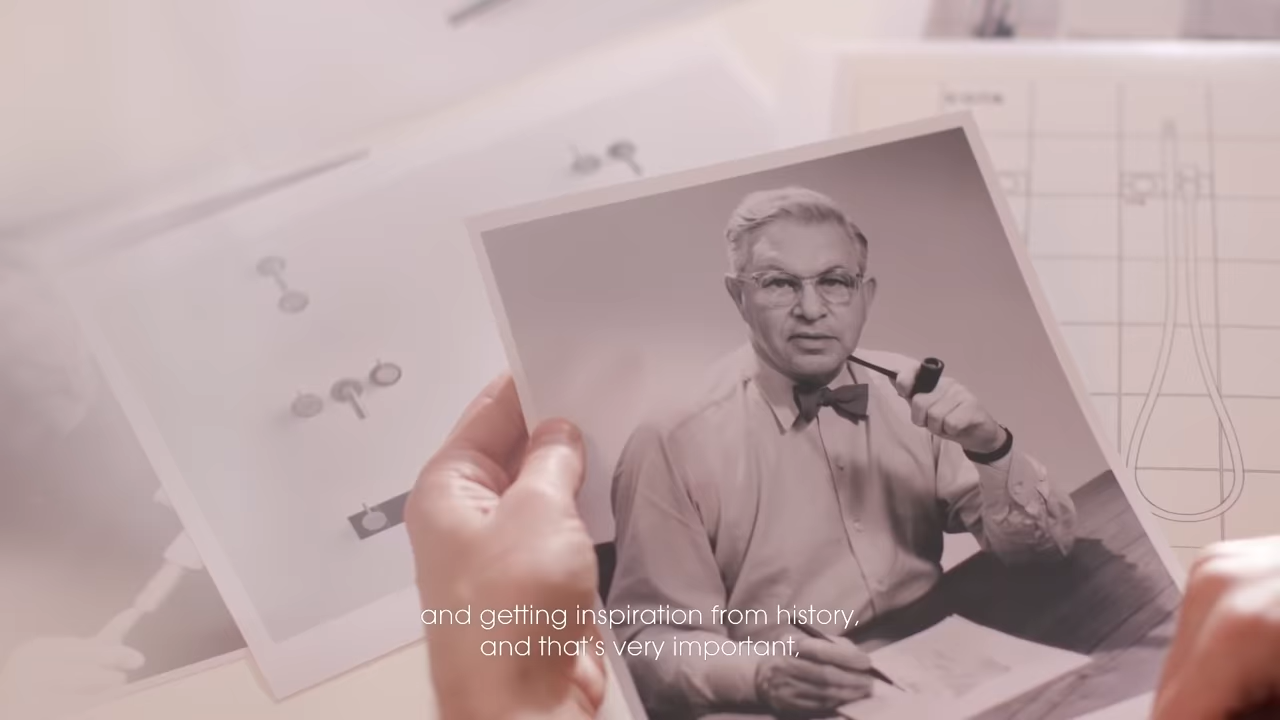 and getting inspiration from history,
and that's very important,